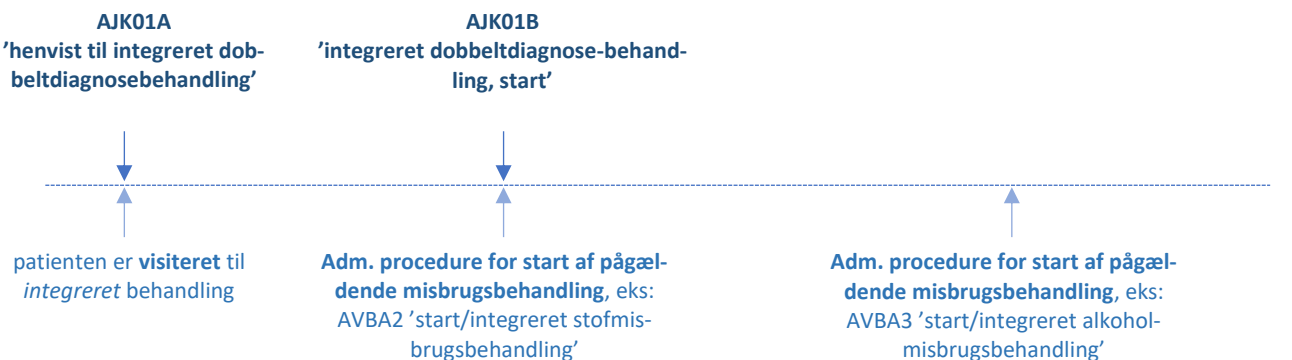 AJK01A
'henvist til integreret dob-
beltdiagnosebehandling’
AJK01B
'integreret dobbeltdiagnose-behand-
ling, start’
patienten er visiteret til
integreret behandling
Adm. procedure for start af pågæl-
dende misbrugsbehandling, eks:
AVBA2 'start/integreret stofmis-
brugsbehandling’
Adm. procedure for start af pågæl-
dende misbrugsbehandling, eks:
AVBA3 'start/integreret alkohol-
misbrugsbehandling’